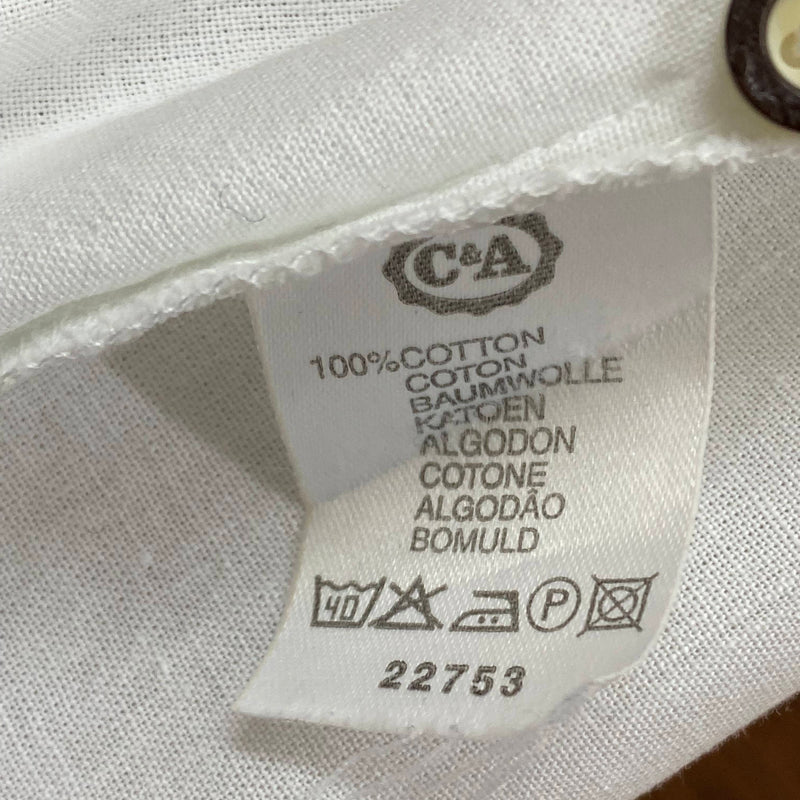 C&A
100%COTTON
COTON
BAUMWOLLE
KATOEN
ALGODON
COTONE
ALGODÃO
BOMULD
40 P
22753